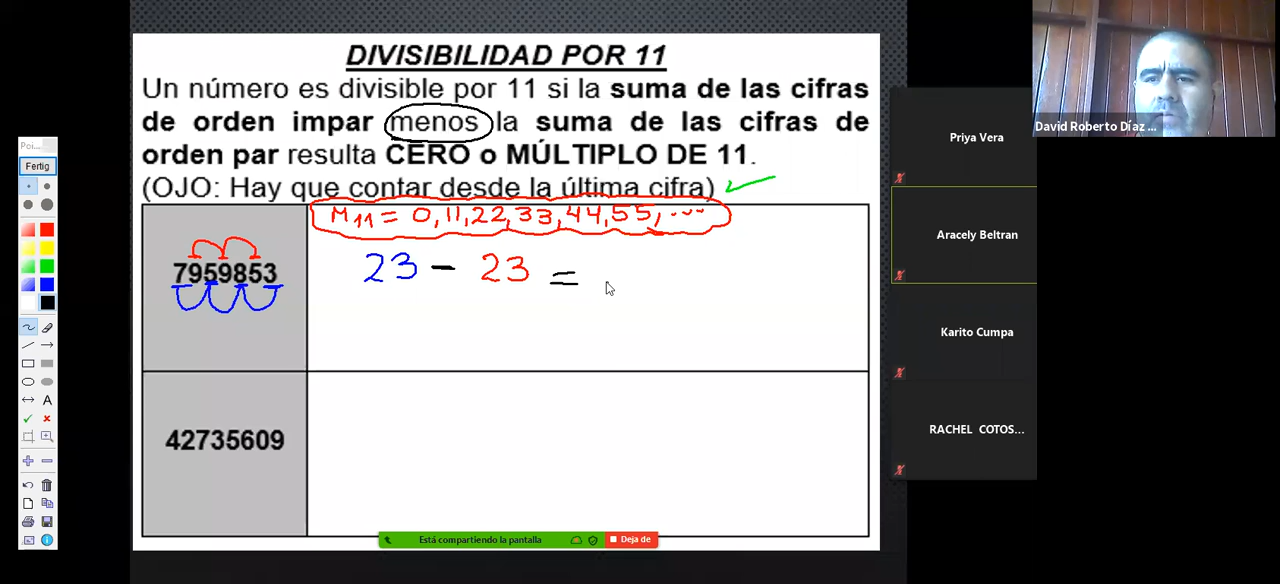 DIVISIBILIDAD POR 11
Un número es divisible por 11 si la suma de las cifras
de orden impar menos la suma de las cifras de
orden par resulta CERO o MÚLTIPLO DE 11.
(OJO: Hay que contar desde la última cifra)
M11 = 0, 11, 22, 33, 44, 55, ...
7959853
23 - 23 =
42735609
Poi...
Fertig
A
Está compartiendo la pantalla
Deja de
David Roberto Díaz ...
Priya Vera
Aracely Beltran
Karito Cumpa
RACHEL COTOS...